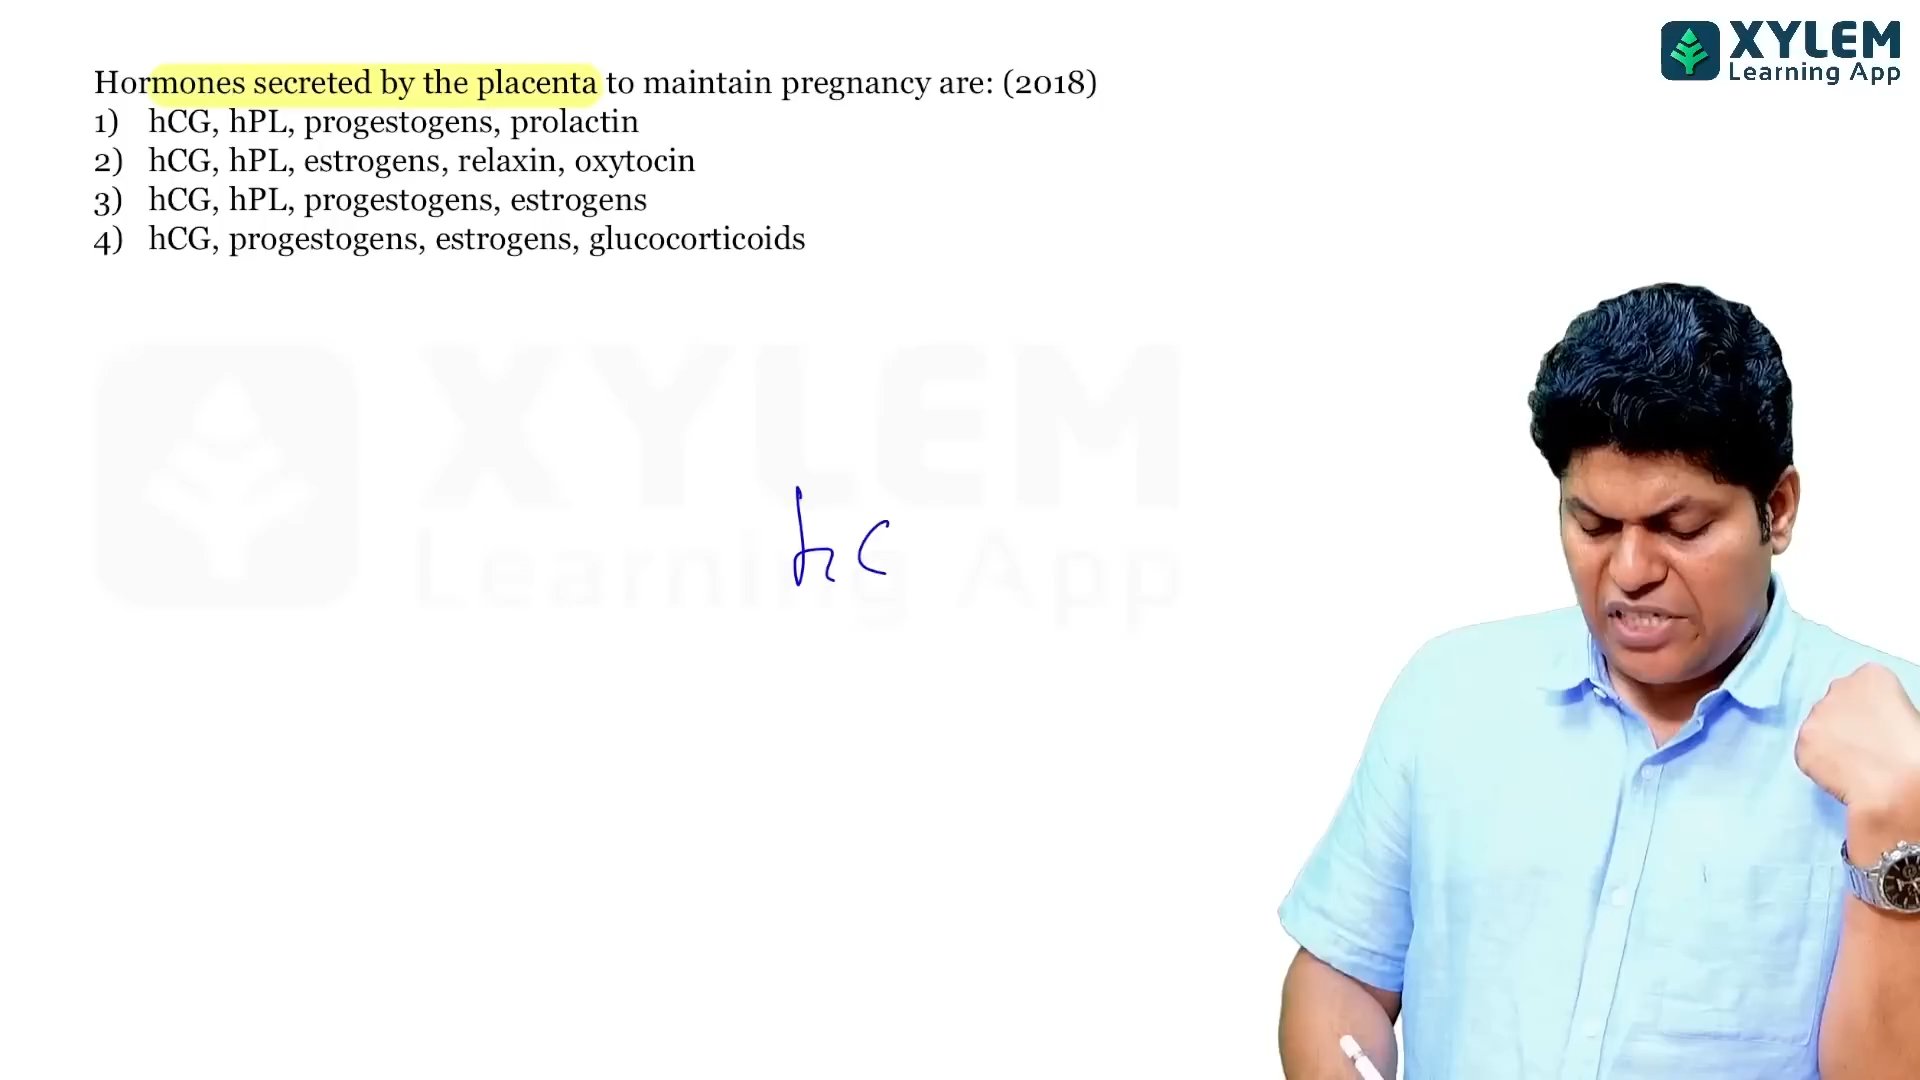 XYLEM
Learning App
Hormones secreted by the placenta to maintain pregnancy are: (2018)
1) hCG, hPL, progestogens, prolactin
2) hCG, hPL, estrogens, relaxin, oxytocin
3) hCG, hPL, progestogens, estrogens
4) hCG, progestogens, estrogens, glucocorticoids
XYLEM
Learning App
hC